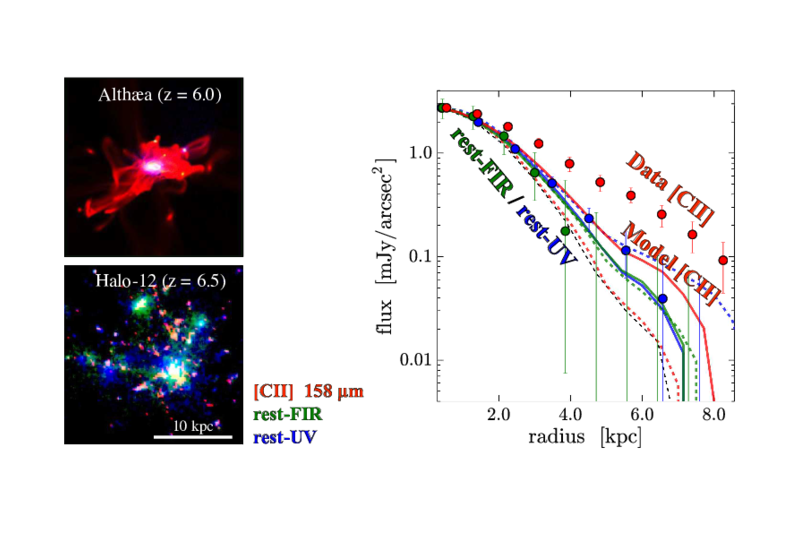 Althæa (z = 6.0)
Halo-12 (z = 6.5)
10 kpc
[CII] 158 μm
rest-FIR
rest-UV
flux [mJy/arcsec²]
1.0
0.1
0.01
rest-FIR / rest-UV
Data [CII]
Model [CII]
2.0 4.0 6.0 8.0
radius [kpc]